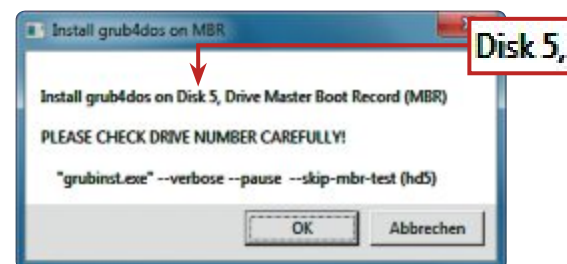 Install grub4dos on MBR
Disk 5,
Install grub4dos on Disk 5, Drive Master Boot Record (MBR)
PLEASE CHECK DRIVE NUMBER CAREFULLY!
"grubinst.exe" --verbose --pause --skip-mbr-test (hd5)
OK
Abbrechen